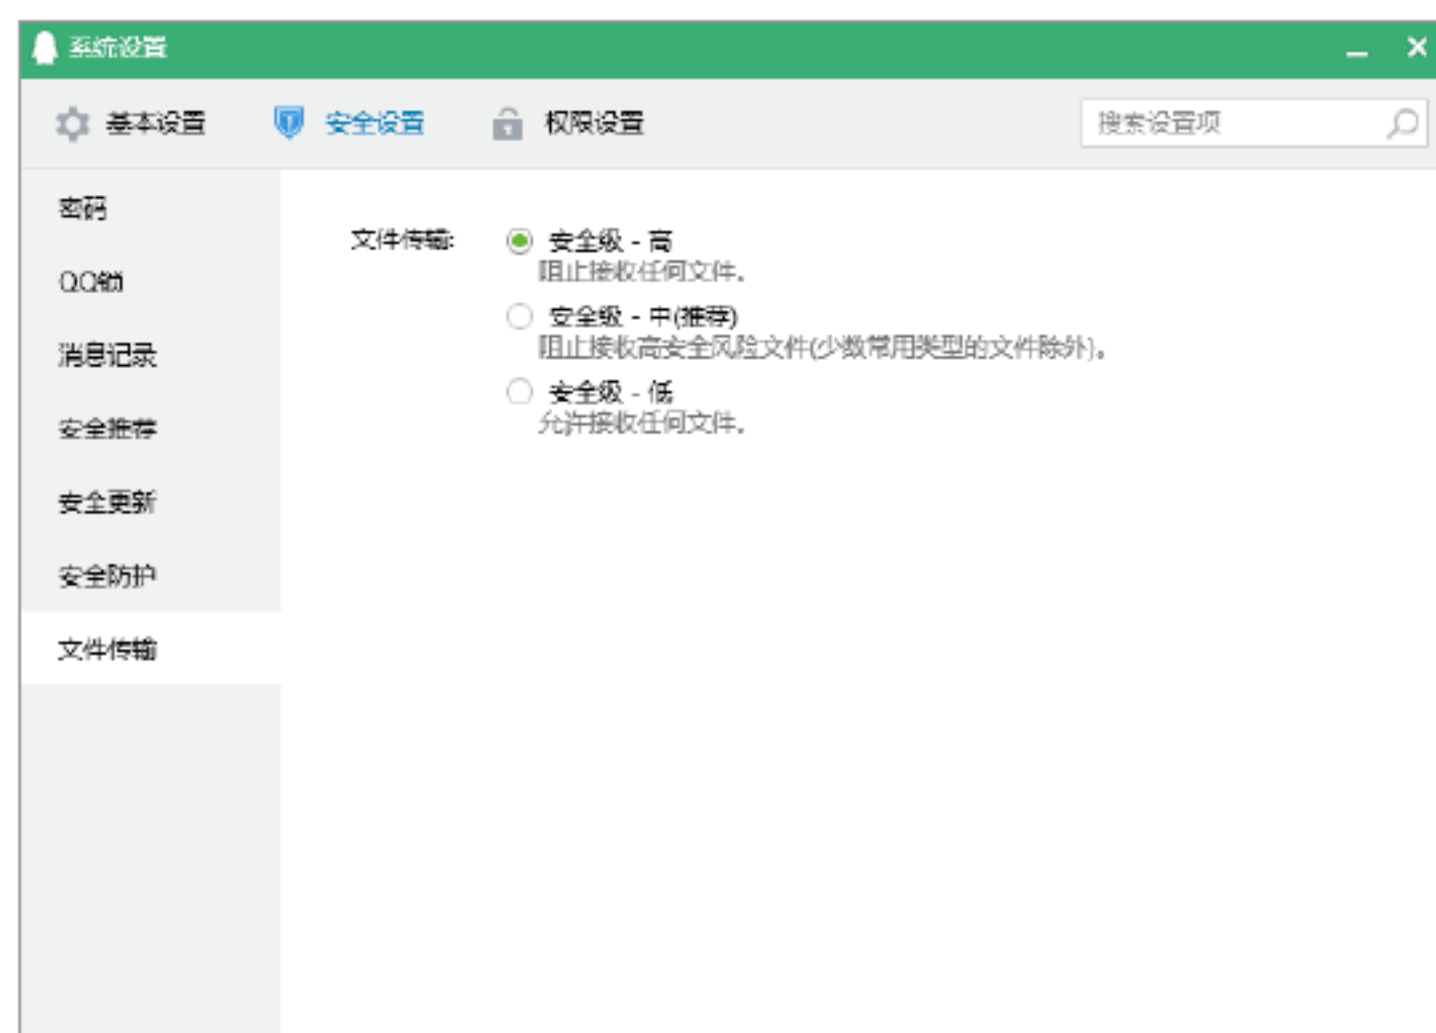 系统设置
基本设置
安全设置
权限设置
搜索设置项
密码
QQ锁
消息记录
安全推荐
安全更新
安全防护
文件传输
文件传输:
安全级 - 高
阻止接收任何文件。
安全级 - 中(推荐)
阻止接收高安全风险文件(少数常用类型的文件除外)。
安全级 - 低
允许接收任何文件。